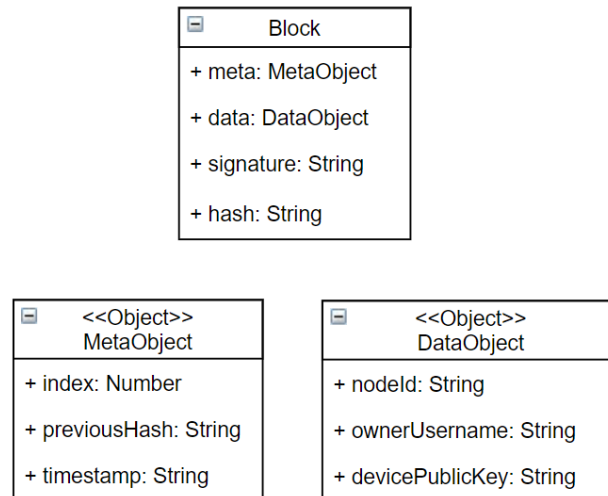 Block
+ meta: MetaObject
+ data: DataObject
+ signature: String
+ hash: String
<<Object>>
MetaObject
+ index: Number
+ previousHash: String
+ timestamp: String
<<Object>>
DataObject
+ nodeId: String
+ ownerUsername: String
+ devicePublicKey: String